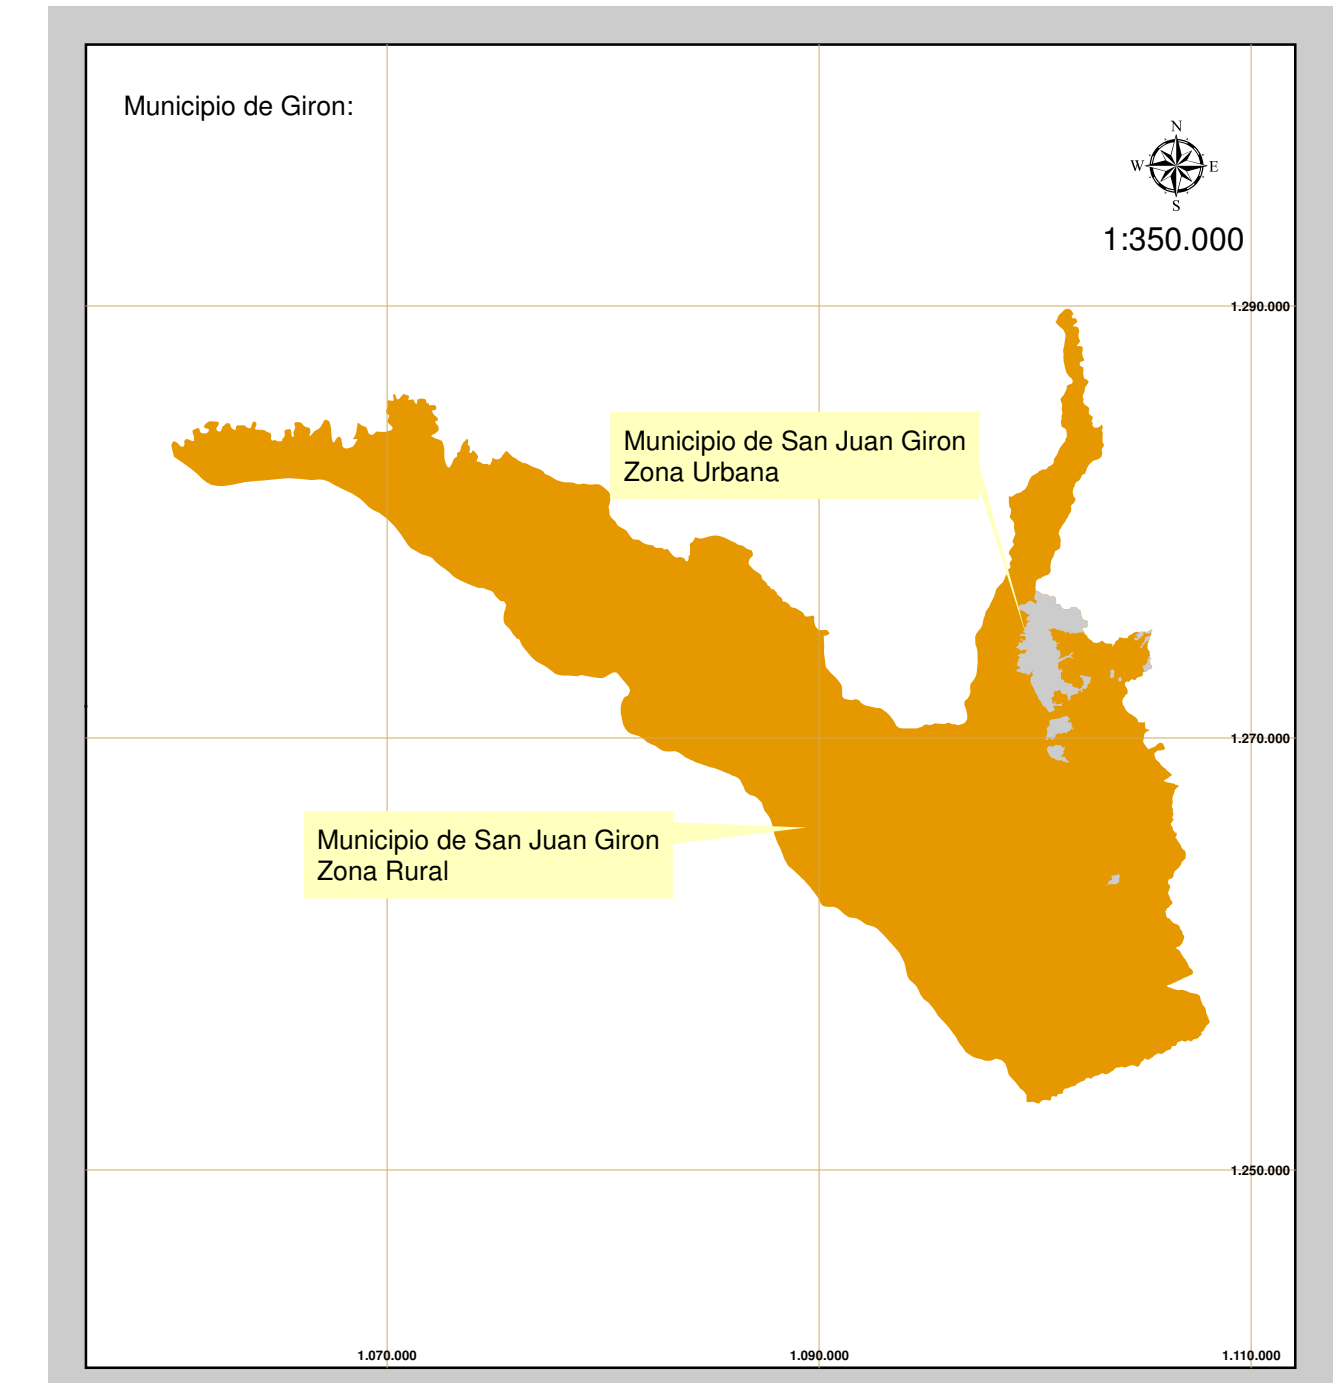 Municipio de Giron:
N
W E
S
1:350.000
1.290.000
Municipio de San Juan Giron
Zona Urbana
1.270.000
Municipio de San Juan Giron
Zona Rural
1.250.000
1.070.000 1.090.000 1.110.000